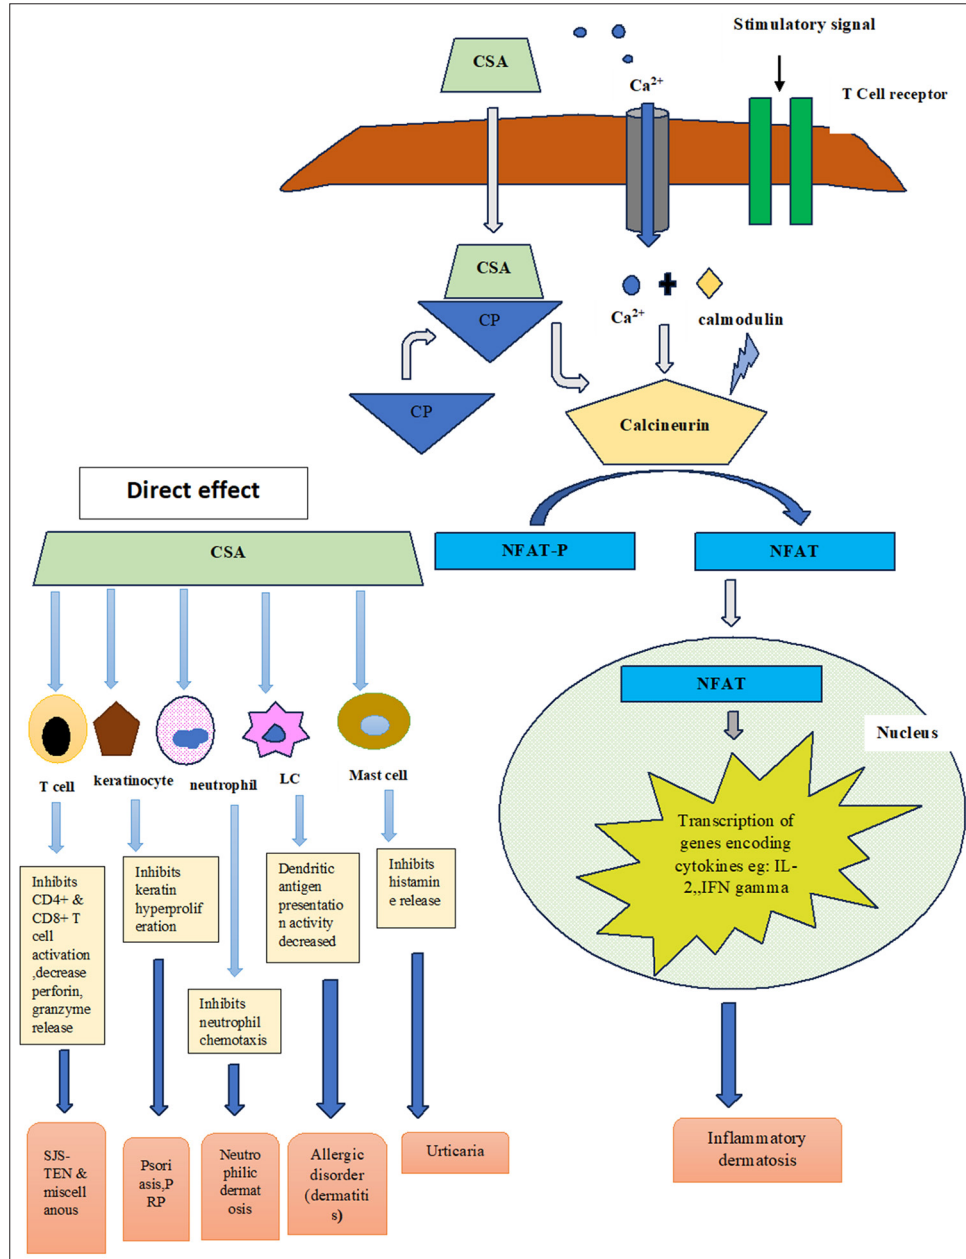 Stimulatory signal
CSA
Ca2+
T Cell receptor
CSA
CP
Ca2+
calmodulin
CP
Calcineurin
Direct effect
CSA
NFAT-P
NFAT
NFAT
Nucleus
T cell
keratinocyte
neutrophil
LC
Mast cell
Transcription of
genes encoding
cytokines eg: IL-
2,,IFN gamma
Inhibits
CD4+ &
CD8+ T
cell
activation
,decrease
perforin,
granzyme
release
Inhibits
keratin
hyperprolif
eration
Inhibits
neutrophil
chemotaxis
Dendritic
antigen
presentatio
n activity
decreased
Inhibits
histamin
e release
SJS-
TEN &
miscell
anous
Psori
asis,P
RP
Neutro
philic
dermat
osis
Allergic
disorder
(dermatiti
s)
Urticaria
Inflammatory
dermatosis